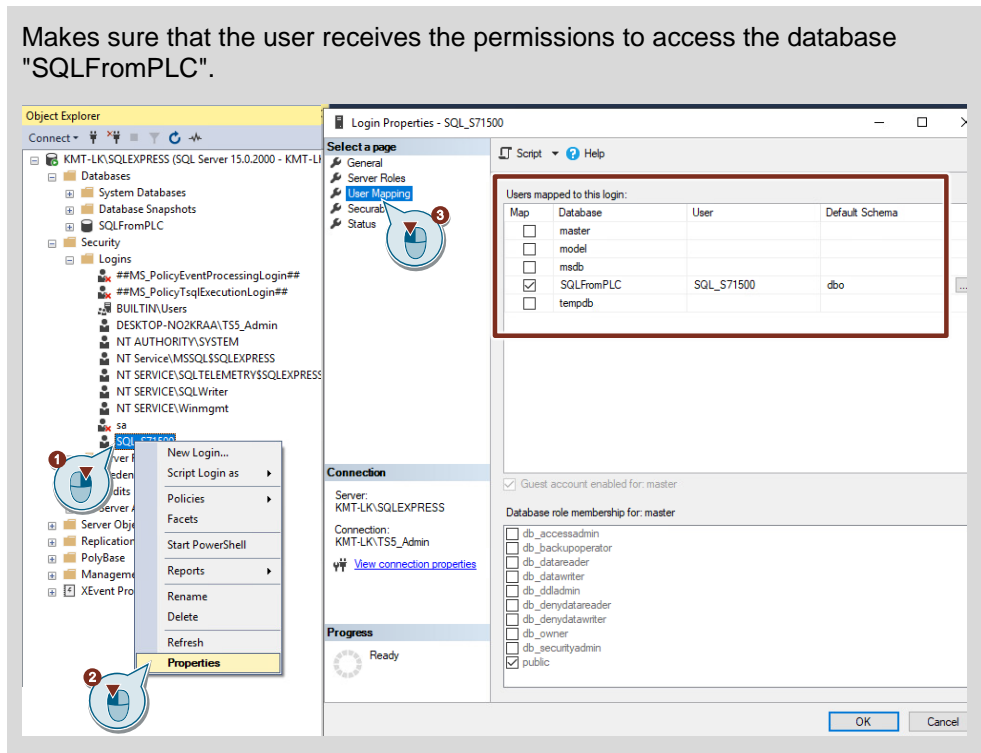 Makes sure that the user receives the permissions to access the database
"SQLFromPLC".
Object Explorer
Connect
KMT-LK\SQLEXPRESS (SQL Server 15.0.2000 - KMT-LK
Databases
System Databases
Database Snapshots
SQLFromPLC
Security
Logins
##MS_PolicyEventProcessingLogin##
##MS_PolicyTsqlExecutionLogin##
BUILTIN\Users
DESKTOP-NO2KRAA\TS5_Admin
NT AUTHORITY\SYSTEM
NT Service\MSSQL$SQLEXPRESS
NT SERVICE\SQLTELEMETRY$SQLEXPRESS
NT SERVICE\SQLWriter
NT SERVICE\Winmgmt
sa
SQL_S71500
Server Obje
Replication
PolyBase
Manageme
XEvent Pro
1
New Login...
Script Login as
Policies
Facets
Start PowerShell
Reports
Rename
Delete
Refresh
Properties
2
Login Properties - SQL_S71500
Select a page
General
Server Roles
User Mapping
Securab
Status
3
Script
Help
Users mapped to this login:
Map Database User Default Schema
master
model
msdb
SQLFromPLC SQL_S71500 dbo
...
tempdb
Connection
Server:
KMT-LK\SQLEXPRESS
Connection:
KMT-LK\TS5_Admin
View connection properties
Progress
Ready
Guest account enabled for: master
Database role membership for: master
db_accessadmin
db_backupoperator
db_datareader
db_datawriter
db_ddladmin
db_denydatareader
db_denydatawriter
db_owner
db_securityadmin
public
OK
Cancel